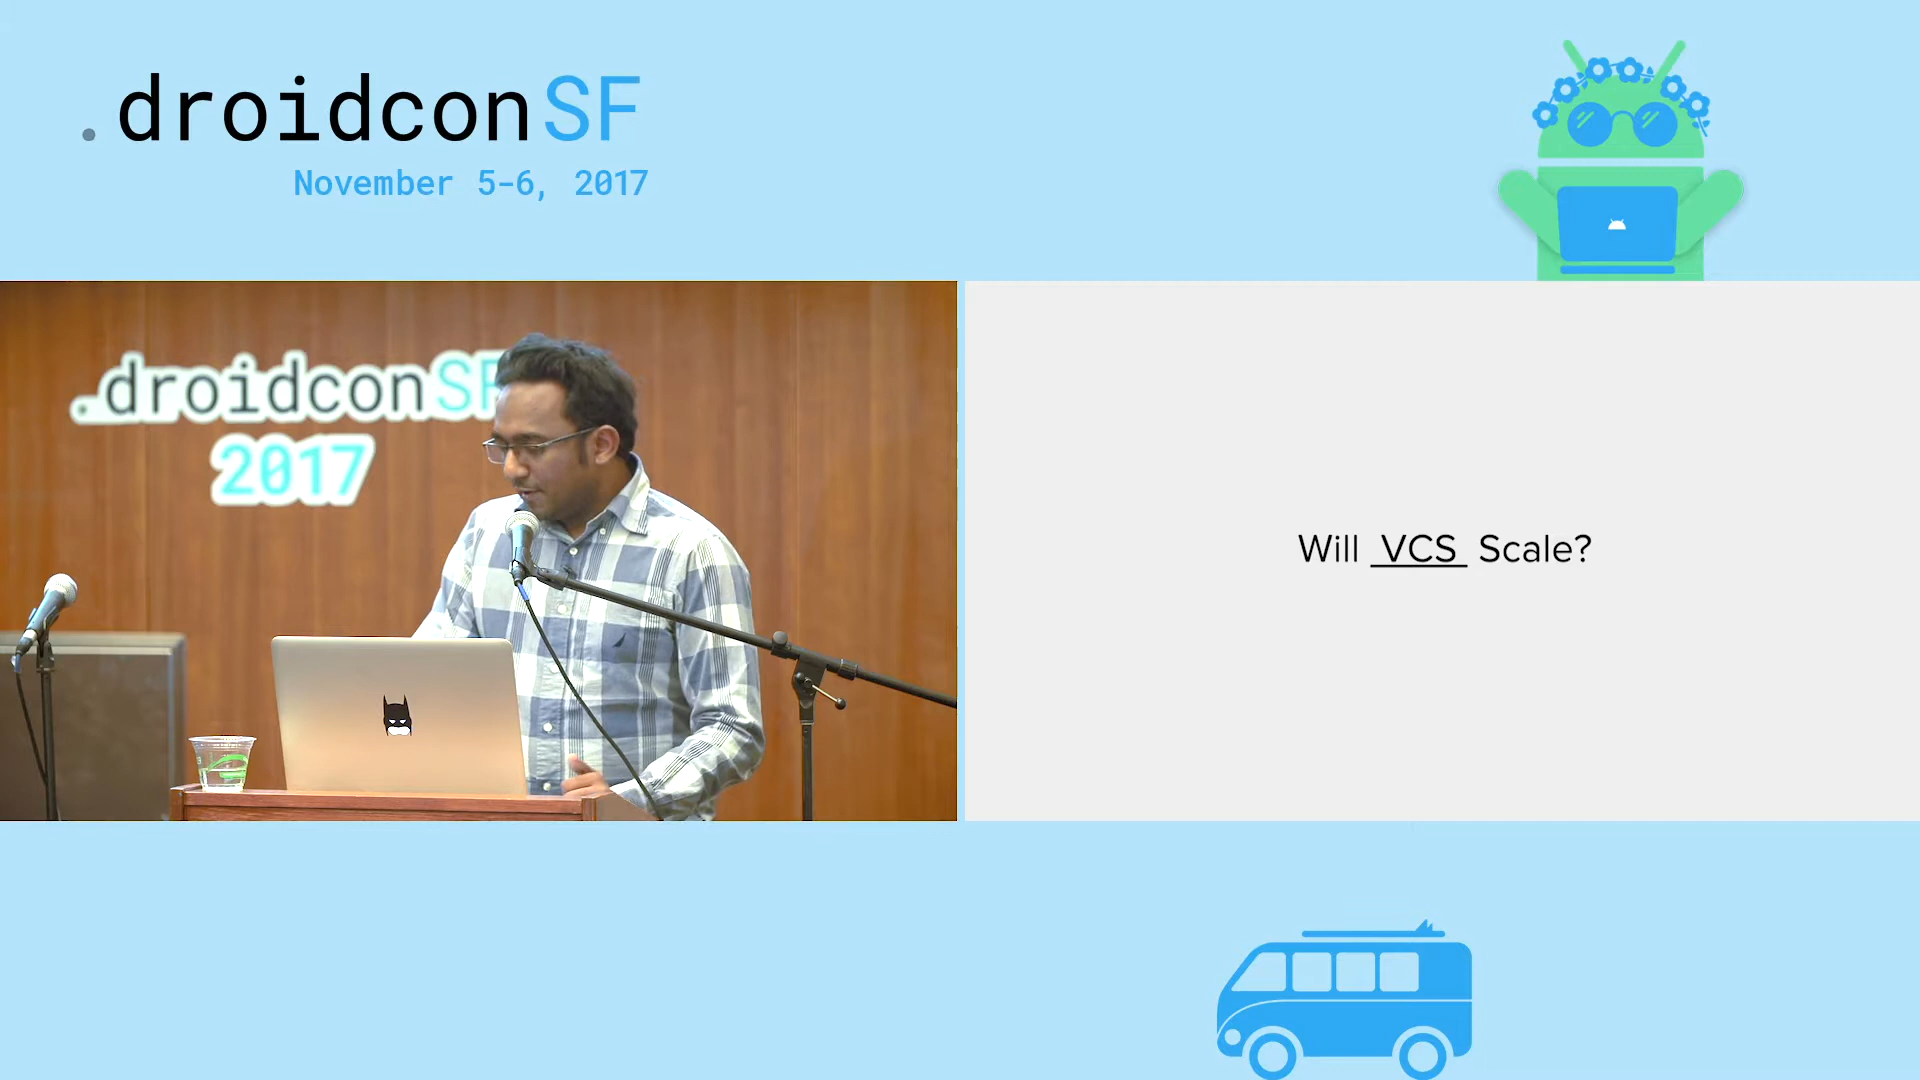 .droidconSF
November 5-6, 2017
.droidconSF
2017
Will VCS Scale?